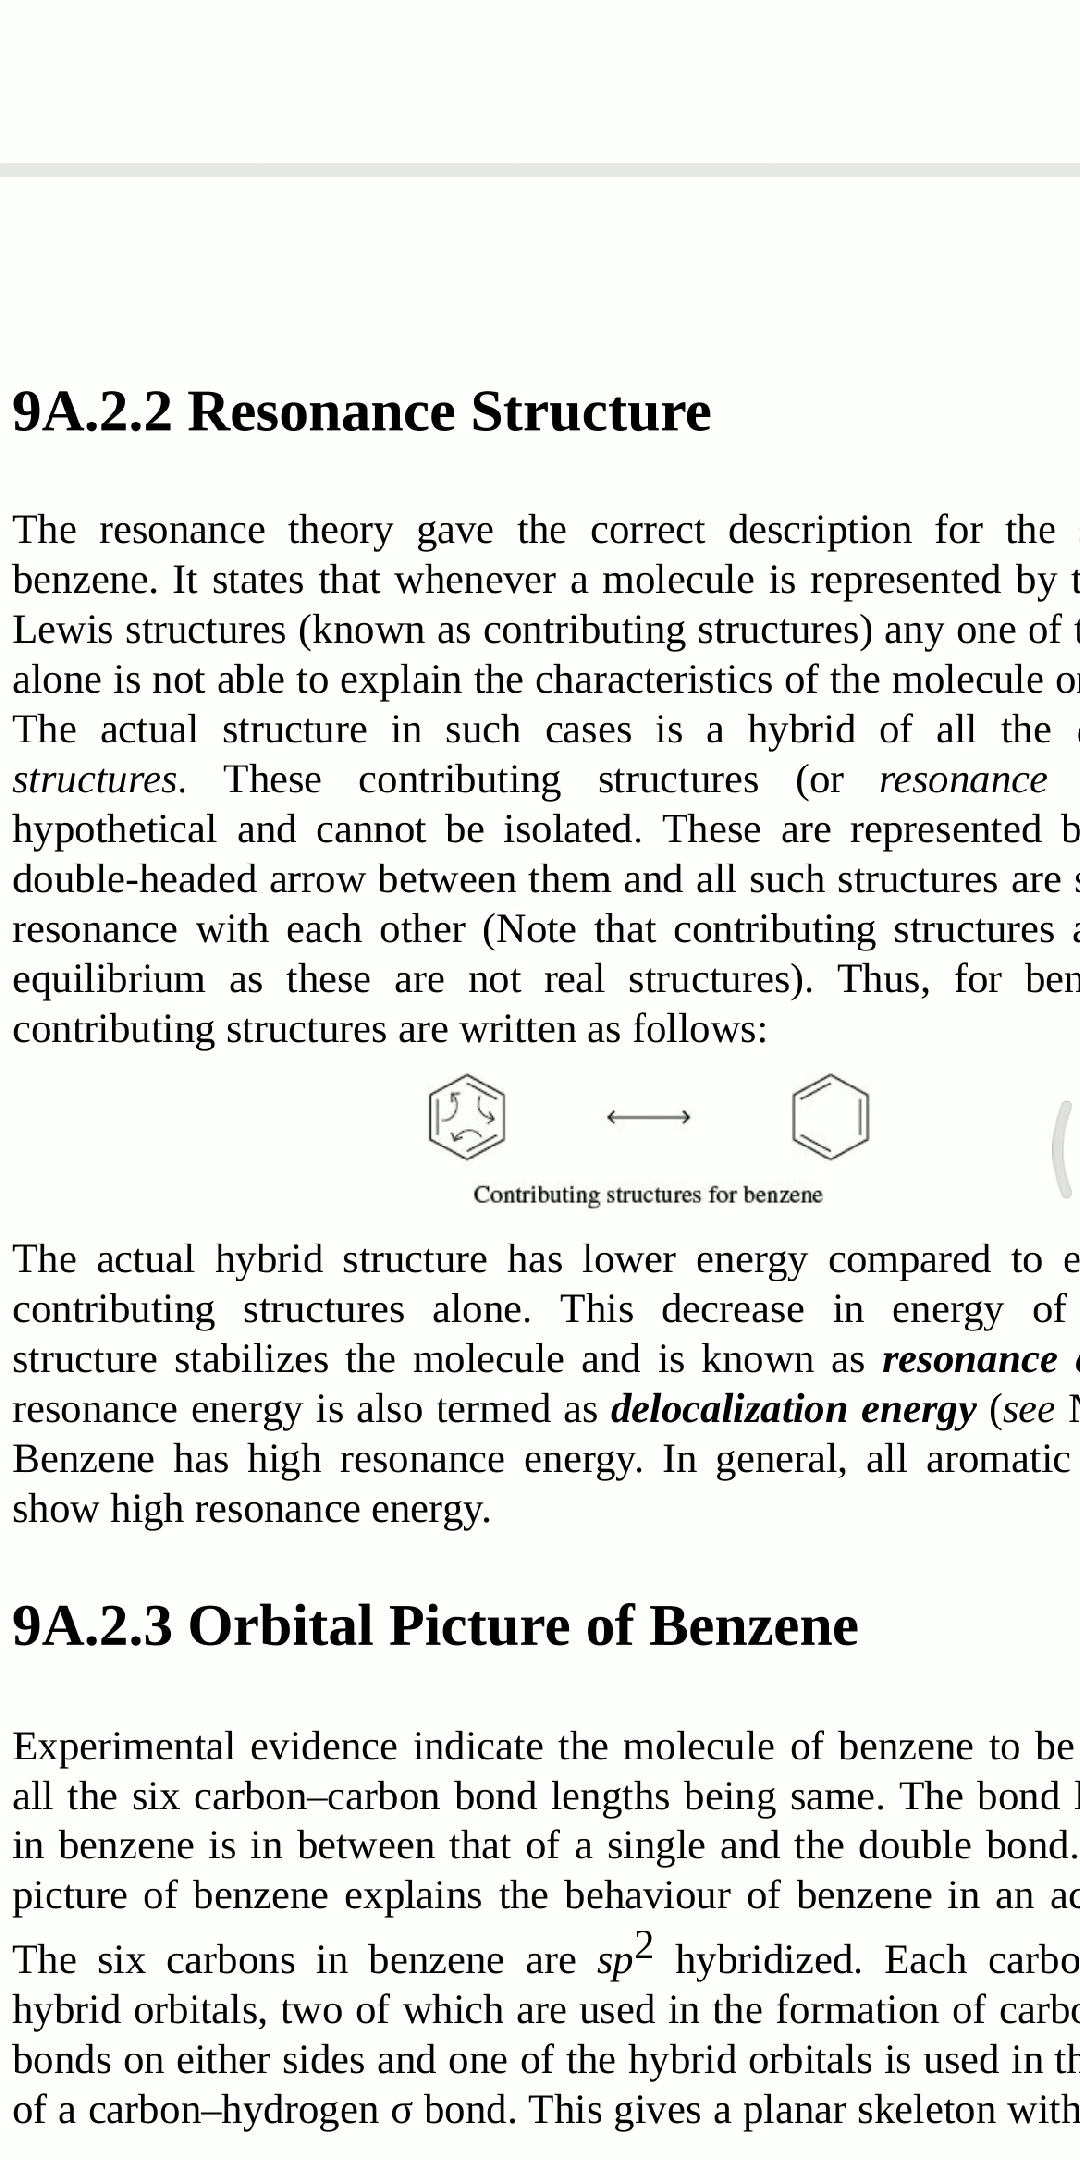 9A.2.2 Resonance Structure
The resonance theory gave the correct description for the
benzene. It states that whenever a molecule is represented by
Lewis structures (known as contributing structures) any one of
alone is not able to explain the characteristics of the molecule
The actual structure in such cases is a hybrid of all the
structures. These contributing structures (or resonance
hypothetical and cannot be isolated. These are represented
double-headed arrow between them and all such structures are
resonance with each other (Note that contributing structures
equilibrium as these are not real structures). Thus, for
contributing structures are written as follows:
Contributing structures for benzene
The actual hybrid structure has lower energy compared to
contributing structures alone. This decrease in energy of
structure stabilizes the molecule and is known as resonance
resonance energy is also termed as delocalization energy (see
Benzene has high resonance energy. In general, all aromatic
show high resonance energy.
9A.2.3 Orbital Picture of Benzene
Experimental evidence indicate the molecule of benzene to be
all the six carbon–carbon bond lengths being same. The bond
in benzene is in between that of a single and the double bond.
picture of benzene explains the behaviour of benzene in an
The six carbons in benzene are sp² hybridized. Each
hybrid orbitals, two of which are used in the formation of
bonds on either sides and one of the hybrid orbitals is used in
of a carbon–hydrogen σ bond. This gives a planar skeleton with